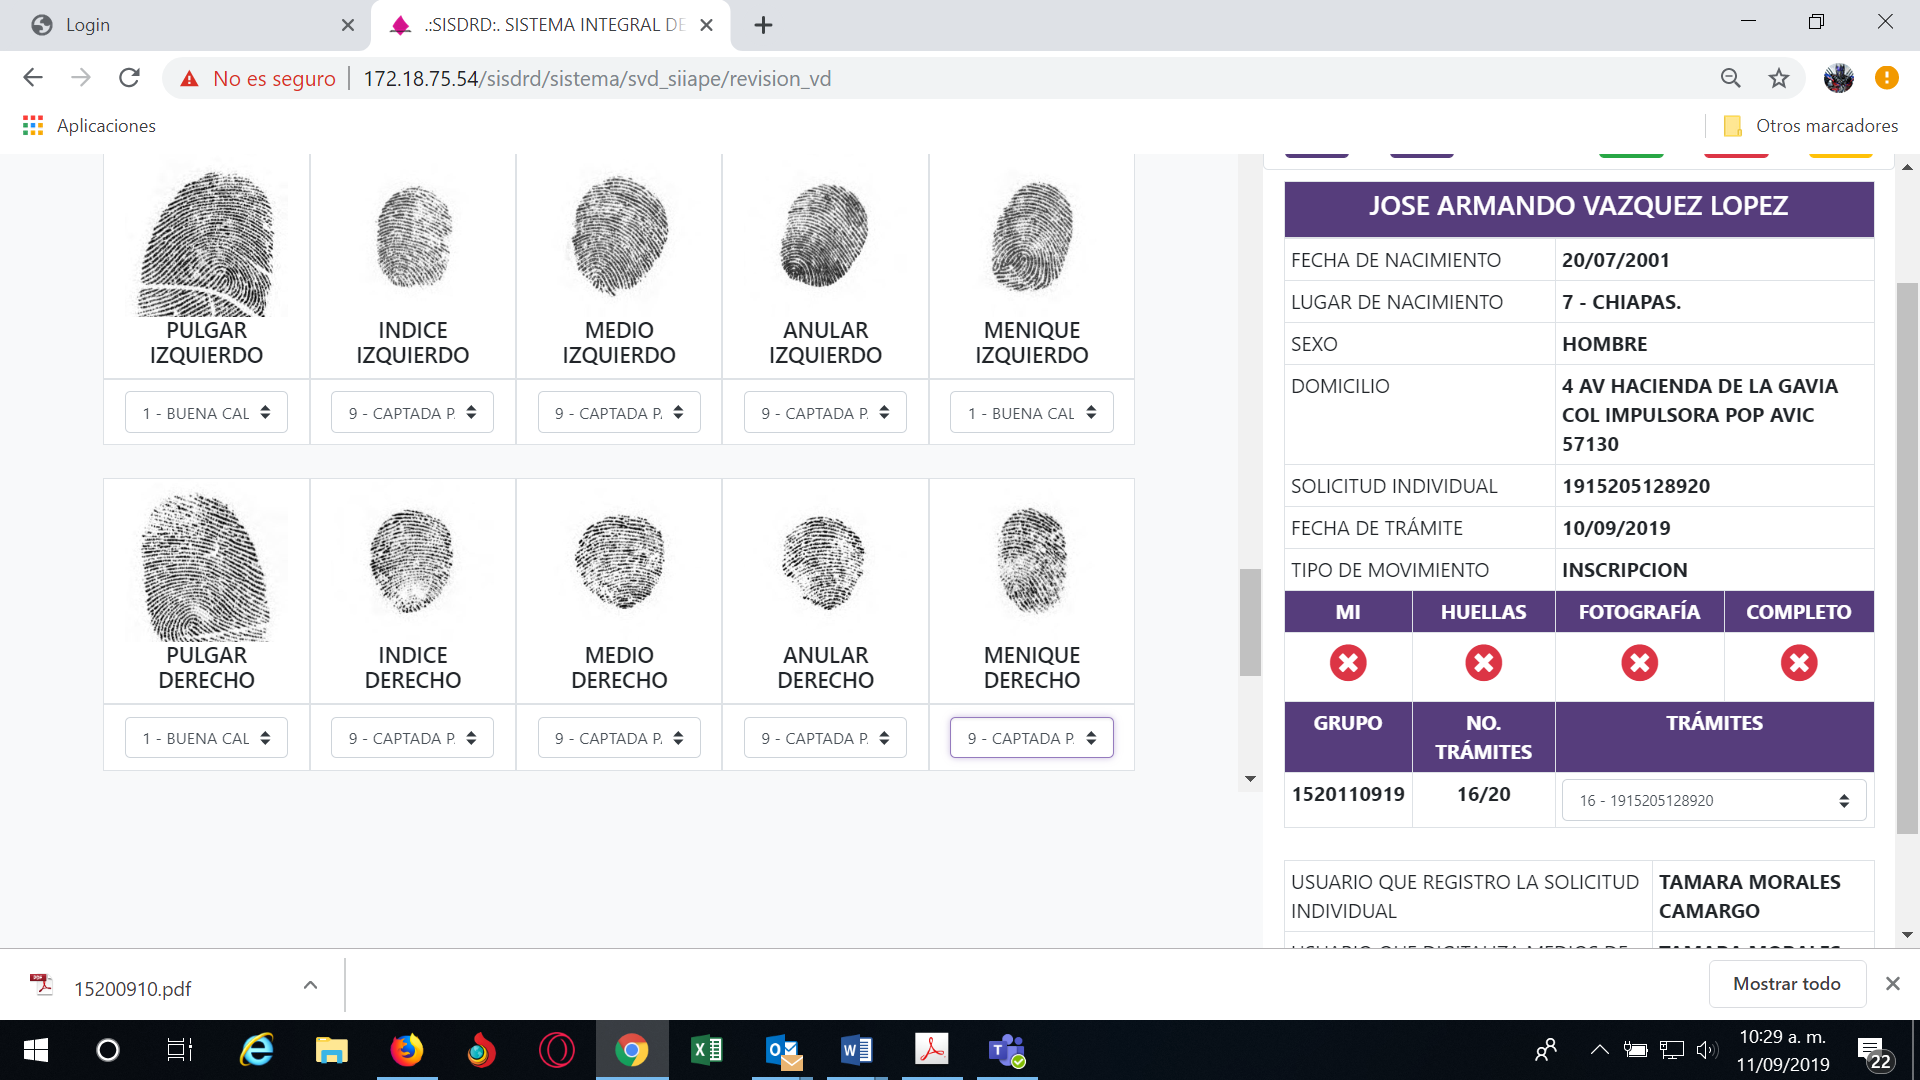 Login
.:SISDRD:. SISTEMA INTEGRAL DE
No es seguro
172.18.75.54/sisdrd/sistema/svd_siiape/revision_vd
Aplicaciones
Otros marcadores
PULGAR
IZQUIERDO
INDICE
IZQUIERDO
MEDIO
IZQUIERDO
ANULAR
IZQUIERDO
MENIQUE
IZQUIERDO
1 - BUENA CAL
9 - CAPTADA P
9 - CAPTADA P
9 - CAPTADA P
1 - BUENA CAL
PULGAR
DERECHO
INDICE
DERECHO
MEDIO
DERECHO
ANULAR
DERECHO
MENIQUE
DERECHO
1 - BUENA CAL
9 - CAPTADA P
9 - CAPTADA P
9 - CAPTADA P
9 - CAPTADA P
JOSE ARMANDO VAZQUEZ LOPEZ
FECHA DE NACIMIENTO 20/07/2001
LUGAR DE NACIMIENTO 7 - CHIAPAS.
SEXO HOMBRE
DOMICILIO 4 AV HACIENDA DE LA GAVIA
COL IMPULSORA POP AVIC
57130
SOLICITUD INDIVIDUAL 1915205128920
FECHA DE TRÁMITE 10/09/2019
TIPO DE MOVIMIENTO INSCRIPCION
MI HUELLAS FOTOGRAFÍA COMPLETO
GRUPO NO. TRÁMITES TRÁMITES
1520110919 16/20 16 - 1915205128920
USUARIO QUE REGISTRO LA SOLICITUD INDIVIDUAL
TAMARA MORALES CAMARGO
USUARIO QUE DIGITALIZA MEDIOS DE
TAMARA MORALES
15200910.pdf
Mostrar todo
10:29 a. m.
11/09/2019
22